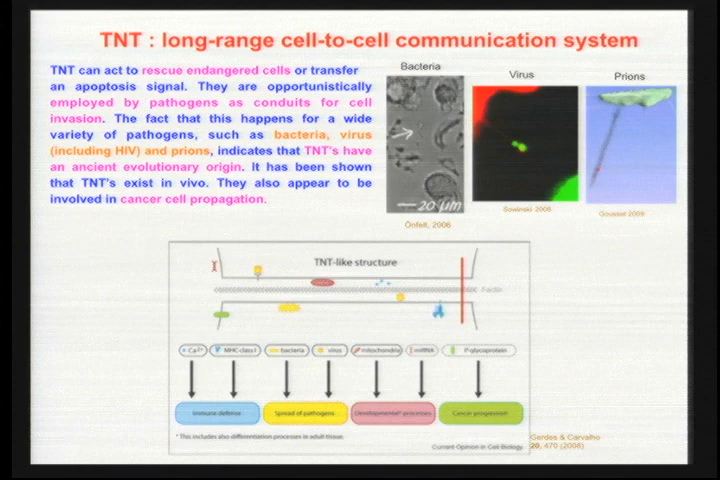 TNT : long-range cell-to-cell communication system
TNT can act to rescue endangered cells or transfer
an apoptosis signal. They are opportunistically
employed by pathogens as conduits for cell
invasion. The fact that this happens for a wide
variety of pathogens, such as bacteria, virus
(including HIV) and prions, indicates that TNT's have
an ancient evolutionary origin. It has been shown
that TNT's exist in vivo. They also appear to be
involved in cancer cell propagation.
Bacteria
Virus
Prions
20 µm
Önfelt, 2006
Sowinski 2008
Gousset 2009
TNT-like structure
F-actin
Ca²⁺
MHC-class I
bacteria
virus
mitochondria
miRNA
P-glycoprotein
Immune defense
Spread of pathogens
Developmental* processes
Cancer progression
* This includes also differentiation processes in adult tissue.
Current Opinion in Cell Biology
Gerdes & Carvalho
20, 470 (2008)